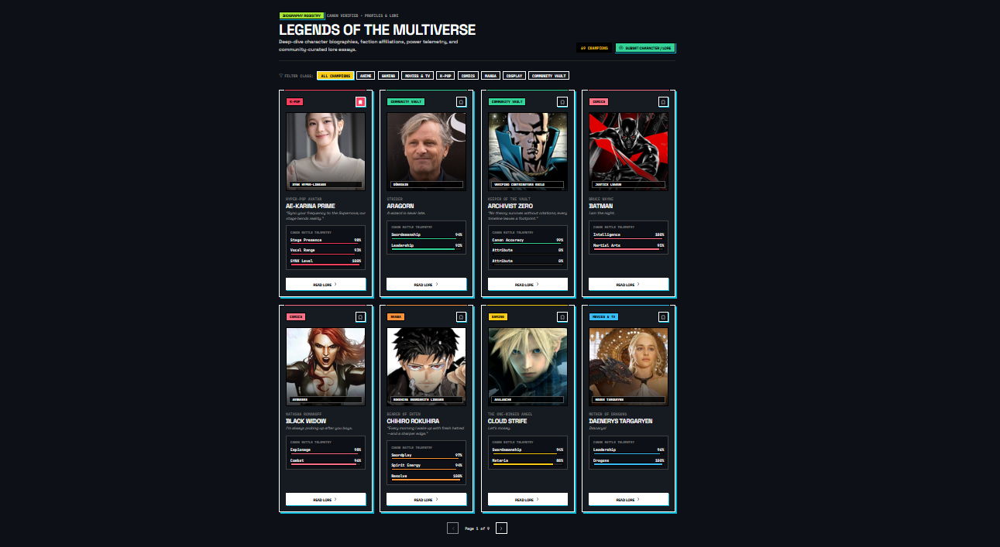 BIOGRAPHY REGISTRY CANON VERIFIED • PROFILES & LORE
LEGENDS OF THE MULTIVERSE
Deep-dive character biographies, faction affiliations, power telemetry, and
community-curated lore essays.
69 CHAMPIONS
SUBMIT CHARACTER / LORE
FILTER CLASS: ALL CHAMPIONS ANIME GAMING MOVIES & TV K-POP COMICS MANGA COSPLAY COMMUNITY VAULT
K-POP
SYNK HYPER-LINEAGE
HYPER-POP AVATAR
AE-KARINA PRIME
"Sync your frequency to the Supernova; our
stage bends reality."
CANON BATTLE TELEMETRY
Stage Presence 98%
Vocal Range 93%
SYNK Level 100%
READ LORE
COMMUNITY VAULT
DÚNEDAIN
STRIDER
ARAGORN
A wizard is never late.
CANON BATTLE TELEMETRY
Swordsmanship 94%
Leadership 92%
READ LORE
COMMUNITY VAULT
VERIFIED CONTRIBUTORS GUILD
KEEPER OF THE VAULT
ARCHIVIST ZERO
"No theory survives without citations; every
timeline leaves a footprint."
CANON BATTLE TELEMETRY
Canon Accuracy 99%
Attribute 0%
Attribute 0%
READ LORE
COMICS
JUSTICE LEAGUE
BRUCE WAYNE
BATMAN
I am the night.
CANON BATTLE TELEMETRY
Intelligence 100%
Martial Arts 95%
READ LORE
COMICS
AVENGERS
NATASHA ROMANOFF
BLACK WIDOW
I'm always picking up after you boys.
CANON BATTLE TELEMETRY
Espionage 98%
Combat 96%
READ LORE
MANGA
ROKUHIRA SWORDSMITH LINEAGE
BEARER OF ENTEN
CHIHIRO ROKUHIRA
"Every morning I wake up with fresh hatred
—and a sharper edge."
CANON BATTLE TELEMETRY
Swordplay 97%
Spirit Energy 94%
Resolve 100%
READ LORE
GAMING
AVALANCHE
THE ONE-WINGED ANGEL
CLOUD STRIFE
Let's mosey.
CANON BATTLE TELEMETRY
Swordsmanship 94%
Materia 88%
READ LORE
MOVIES & TV
HOUSE TARGARYEN
MOTHER OF DRAGONS
DAENERYS TARGARYEN
Dracarys!
CANON BATTLE TELEMETRY
Leadership 96%
Dragons 100%
READ LORE
Page 1 of 9